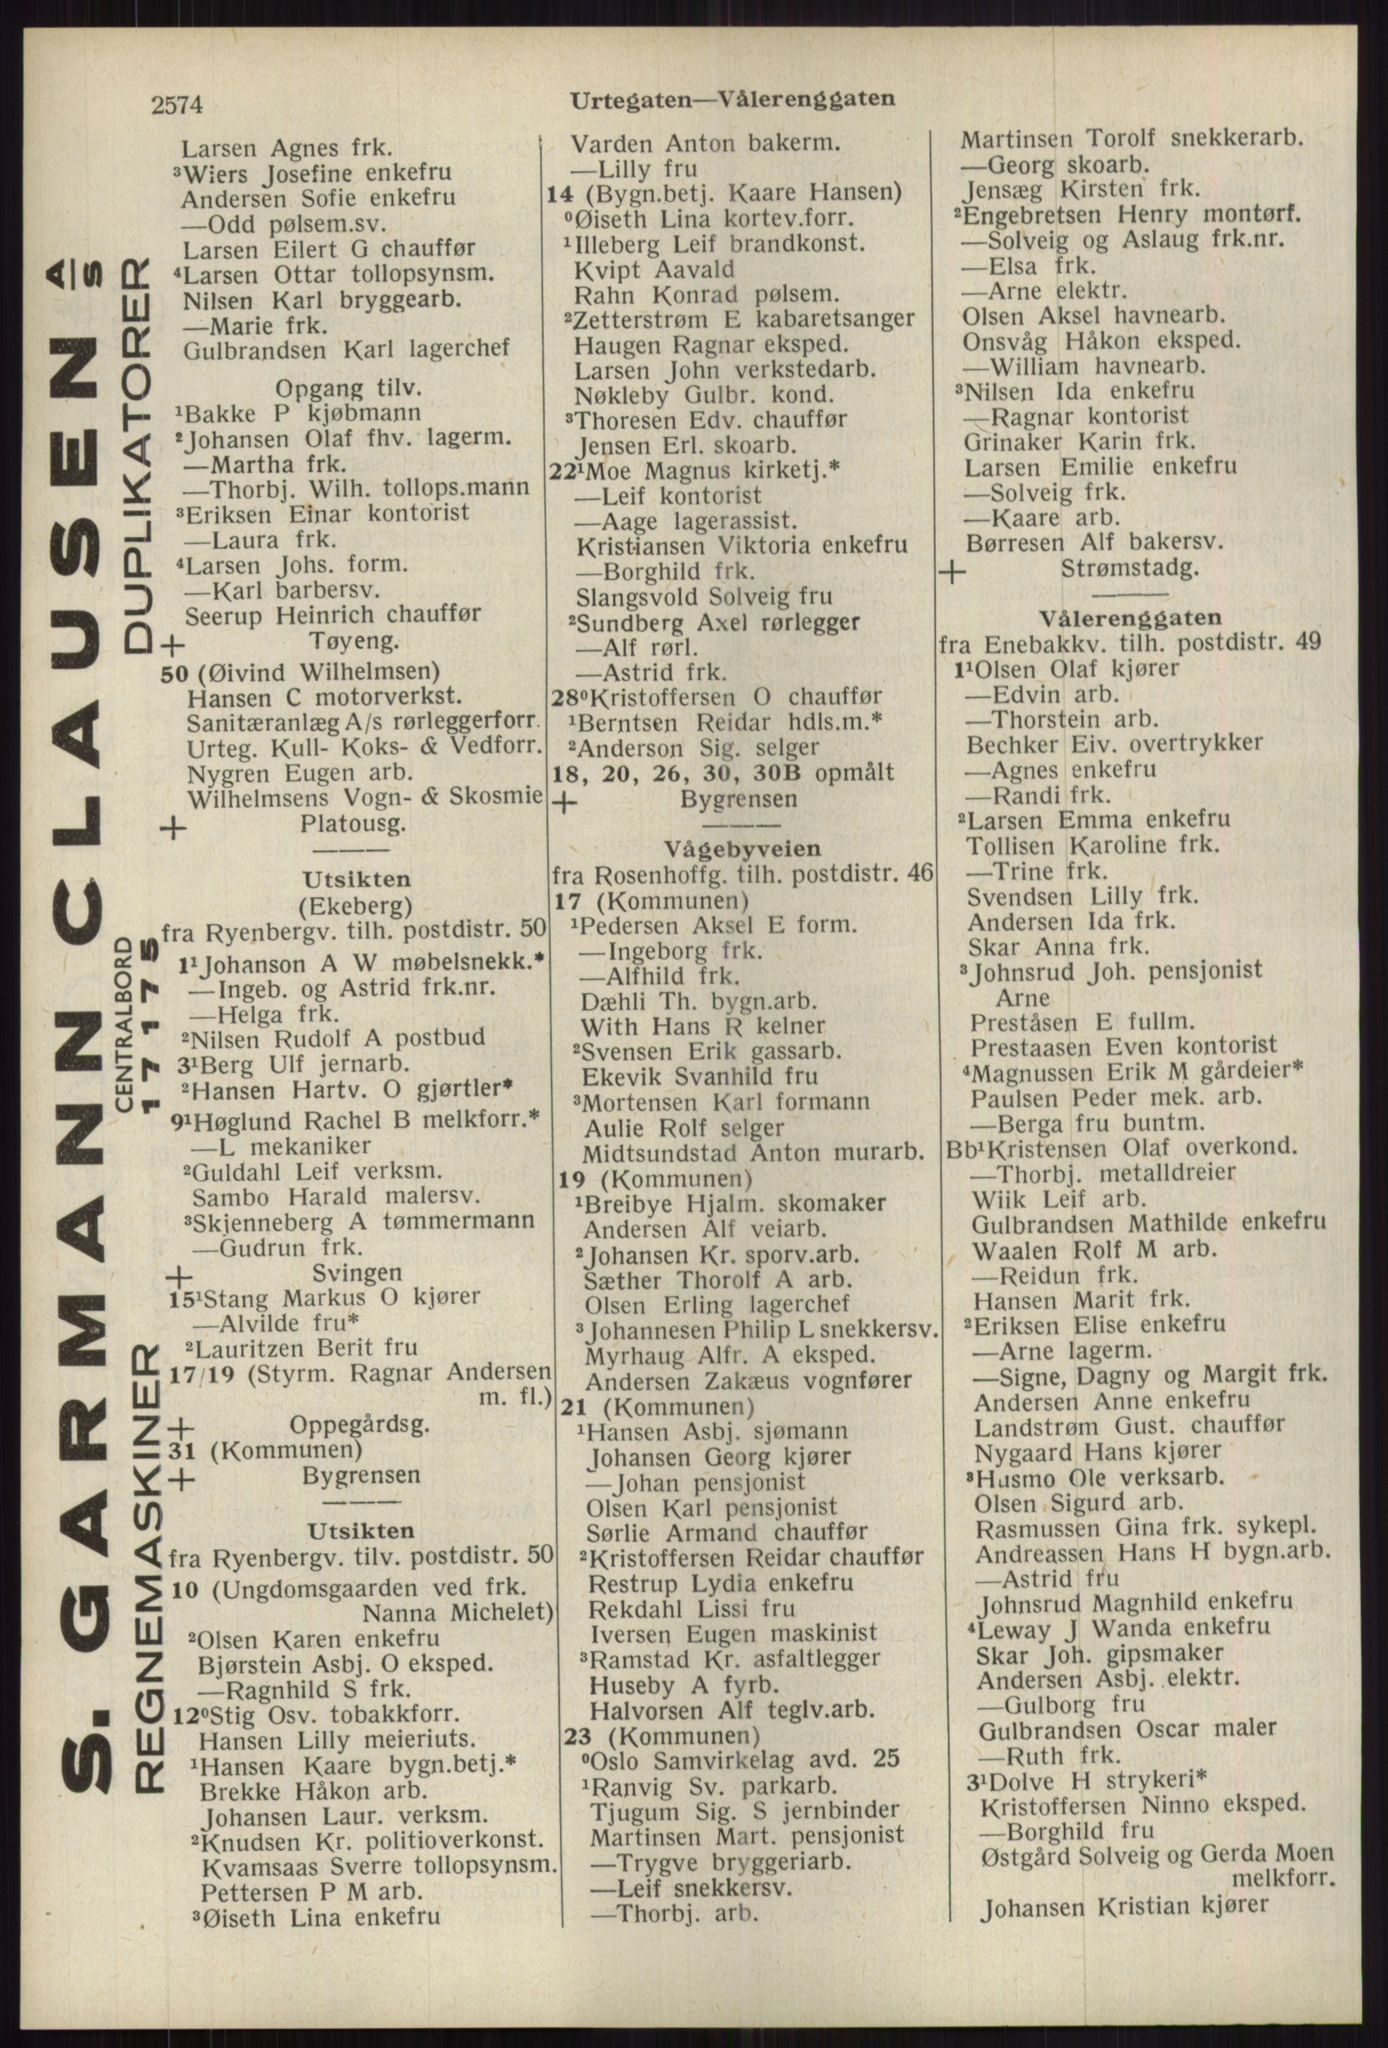 2574
Urtegaten—Vålerenggaten
S. GARMANN CLAUSEN A/S
REGNEMASKINER
CENTRALBORD
17175
DUPLIKATORER
Larsen Agnes frk.
³Wiers Josefine enkefru
Andersen Sofie enkefru
—Odd pølsem.sv.
Larsen Eilert G chauffør
⁴Larsen Ottar tollopsynsm.
Nilsen Karl bryggearb.
—Marie frk.
Gulbrandsen Karl lagerchef
Opgang tilv.
¹Bakke P kjøbmann
²Johansen Olaf fhv. lagerm.
—Martha frk.
—Thorbj. Wilh. tollops.mann
³Eriksen Einar kontorist
—Laura frk.
⁴Larsen Johs. form.
—Karl barbersv.
Seerup Heinrich chauffør
+ Tøyeng.
50 (Øivind Wilhelmsen)
Hansen C motorverkst.
Sanitæranlæg A/s rørleggerforr.
Urteg. Kull- Koks- & Vedforr.
Nygren Eugen arb.
Wilhelmsens Vogn- & Skosmie
+ Platousg.
Utsikten
(Ekeberg)
fra Ryenbergv. tilh. postdistr. 50
1¹Johanson A W møbelsnekk.*
—Ingeb. og Astrid frk.nr.
—Helga frk.
²Nilsen Rudolf A postbud
3¹Berg Ulf jernarb.
²Hansen Hartv. O gjørtler*
9¹Høglund Rachel B melkforr.*
—L mekaniker
²Guldahl Leif verksm.
Sambo Harald malersv.
³Skjenneberg A tømmermann
—Gudrun frk.
+ Svingen
15¹Stang Markus O kjører
—Alvilde fru*
²Lauritzen Berit fru
17/19 (Styrm. Ragnar Andersen
m. fl.)
+ Oppegårdsg.
31 (Kommunen)
+ Bygrensen
Utsikten
fra Ryenbergv. tilv. postdistr. 50
10 (Ungdomsgaarden ved frk.
Nanna Michelet)
²Olsen Karen enkefru
Bjørstein Asbj. O eksped.
—Ragnhild S frk.
12⁰Stig Osv. tobakkforr.
Hansen Lilly meieriuts.
¹Hansen Kaare bygn.betj.*
Brekke Håkon arb.
Johansen Laur. verksm.
²Knudsen Kr. politioverkonst.
Kvamsaas Sverre tollopsynsm.
Pettersen P M arb.
³Øiseth Lina enkefru
Varden Anton bakerm.
—Lilly fru
14 (Bygn.betj. Kaare Hansen)
⁰Øiseth Lina kortev.forr.
¹Illeberg Leif brandkonst.
Kvipt Aavald
Rahn Konrad pølsem.
²Zetterstrøm E kabaretsanger
Haugen Ragnar eksped.
Larsen John verkstedarb.
Nøkleby Gulbr. kond.
³Thoresen Edv. chauffør
Jensen Erl. skoarb.
22¹Moe Magnus kirketj.*
—Leif kontorist
—Aage lagerassist.
Kristiansen Viktoria enkefru
—Borghild frk.
Slangsvold Solveig fru
²Sundberg Axel rørlegger
—Alf rørl.
—Astrid frk.
28⁰Kristoffersen O chauffør
¹Berntsen Reidar hdls.m.*
²Anderson Sig. selger
18, 20, 26, 30, 30B opmålt
+ Bygrensen
Vågebyveien
fra Rosenhoffg. tilh. postdistr. 46
17 (Kommunen)
¹Pedersen Aksel E form.
—Ingeborg frk.
—Alfhild frk.
Dæhli Th. bygn.arb.
With Hans R kelner
²Svensen Erik gassarb.
Ekevik Svanhild fru
³Mortensen Karl formann
Aulie Rolf selger
Midtsundstad Anton murarb.
19 (Kommunen)
¹Breibye Hjalm. skomaker
Andersen Alf veiarb.
²Johansen Kr. sporv.arb.
Sæther Thorolf A arb.
Olsen Erling lagerchef
³Johannesen Philip L snekkersv.
Myrhaug Alfr. A eksped.
Andersen Zakæus vognfører
21 (Kommunen)
¹Hansen Asbj. sjømann
Johansen Georg kjører
—Johan pensjonist
Olsen Karl pensjonist
Sørlie Armand chauffør
²Kristoffersen Reidar chauffør
Restrup Lydia enkefru
Rekdahl Lissi fru
Iversen Eugen maskinist
³Ramstad Kr. asfaltlegger
Huseby A fyrb.
Halvorsen Alf teglv.arb.
23 (Kommunen)
⁰Oslo Samvirkelag avd. 25
¹Ranvig Sv. parkarb.
Tjugum Sig. S jernbinder
Martinsen Mart. pensjonist
—Trygve bryggeriarb.
—Leif snekkersv.
—Thorbj. arb.
Martinsen Torolf snekkerarb.
—Georg skoarb.
Jensæg Kirsten frk.
²Engebretsen Henry montørf.
—Solveig og Aslaug frk.nr.
—Elsa frk.
—Arne elektr.
Olsen Aksel havnearb.
Onsvåg Håkon eksped.
—William havnearb.
³Nilsen Ida enkefru
—Ragnar kontorist
Grinaker Karin frk.
Larsen Emilie enkefru
—Solveig frk.
—Kaare arb.
Børresen Alf bakersv.
+ Strømstadg.
Vålerenggaten
fra Enebakkv. tilh. postdistr. 49
1¹Olsen Olaf kjører
—Edvin arb.
—Thorstein arb.
Bechker Eiv. overtrykker
—Agnes enkefru
—Randi frk.
²Larsen Emma enkefru
Tollisen Karoline frk.
—Trine frk.
Svendsen Lilly frk.
Andersen Ida frk.
Skar Anna frk.
³Johnsrud Joh. pensjonist
Arne
Preståsen E fullm.
Prestaasen Even kontorist
⁴Magnussen Erik M gårdeier*
Paulsen Peder mek. arb.
—Berga fru buntm.
Bb¹Kristensen Olaf overkond.
—Thorbj. metalldreier
Wiik Leif arb.
Gulbrandsen Mathilde enkefru
Waalen Rolf M arb.
—Reidun frk.
Hansen Marit frk.
²Eriksen Elise enkefru
—Arne lagerm.
—Signe, Dagny og Margit frk.
Andersen Anne enkefru
Landstrøm Gust. chauffør
Nygaard Hans kjører
³Husmo Ole verksarb.
Olsen Sigurd arb.
Rasmussen Gina frk. sykepl.
Andreassen Hans H bygn.arb.
—Astrid fru
Johnsrud Magnhild enkefru
⁴Leway J Wanda enkefru
Skar Joh. gipsmaker
Andersen Asbj. elektr.
—Gulborg fru
Gulbrandsen Oscar maler
—Ruth frk.
3¹Dolve H strykeri*
Kristoffersen Ninno eksped.
—Borghild fru
Østgård Solveig og Gerda Moen
melkforr.
Johansen Kristian kjører